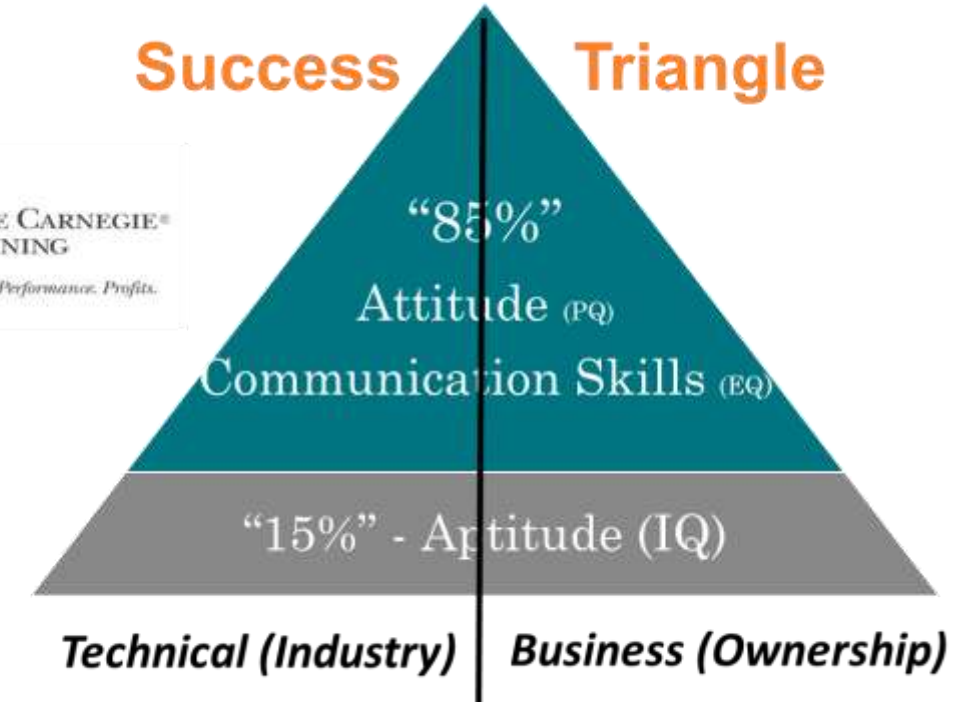 Success Triangle
E CARNEGIE®
NING
Performance. Profits.
“85%”
Attitude (PQ)
Communication Skills (EQ)
“15%” - Aptitude (IQ)
Technical (Industry) Business (Ownership)